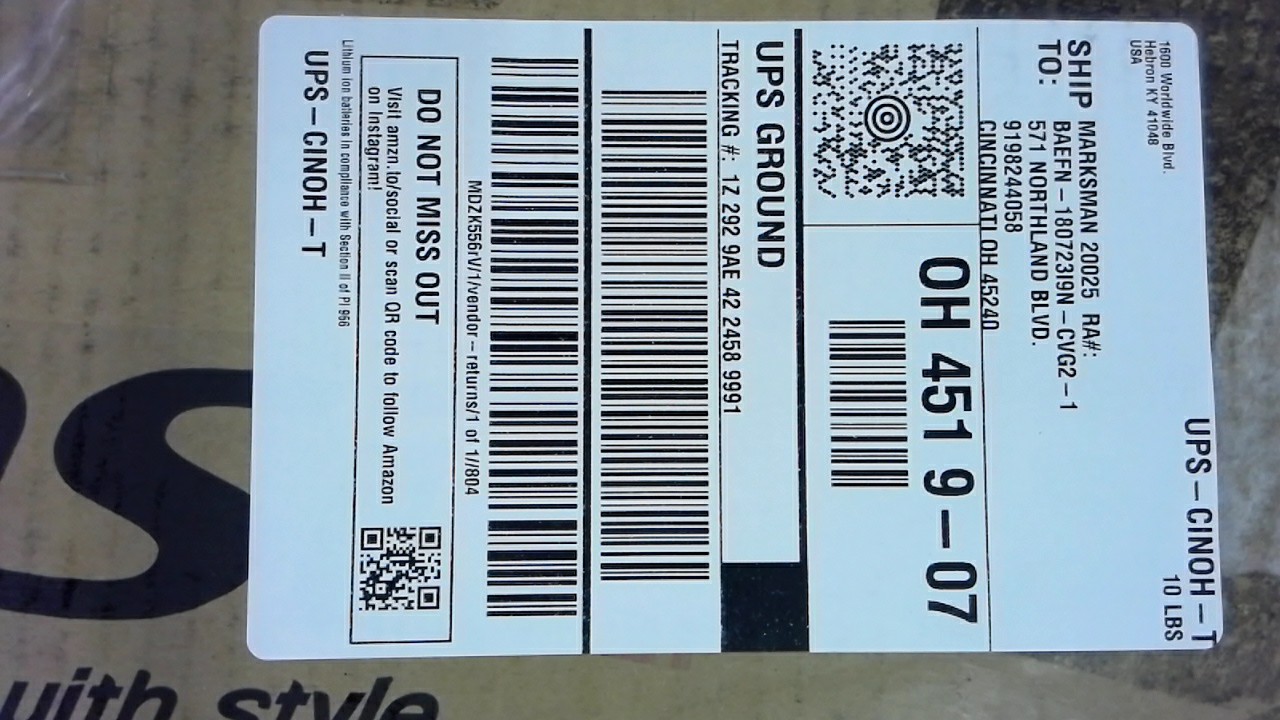 1600 Worldwide Blvd.
Hebron KY 41048
USA
UPS-CINOH-T
10 LBS
SHIP
TO:
MARKSMAN 20025 RA#:
BAEFN-180723I9N-CVG2-1
571 NORTHLAND BLVD.
9198244058
CINCINNATI OH 45240
OH 451 9-07
UPS GROUND
TRACKING #: 1Z 292 9AE 42 2458 9991
MDZK556rV/1/vendor-returns/1 of 1//804
DO NOT MISS OUT
Visit amzn.to/social or scan QR code to follow Amazon
on Instagram!
Lithium ion batteries in compliance with Section II of PI 966
UPS-CINOH-T
with style